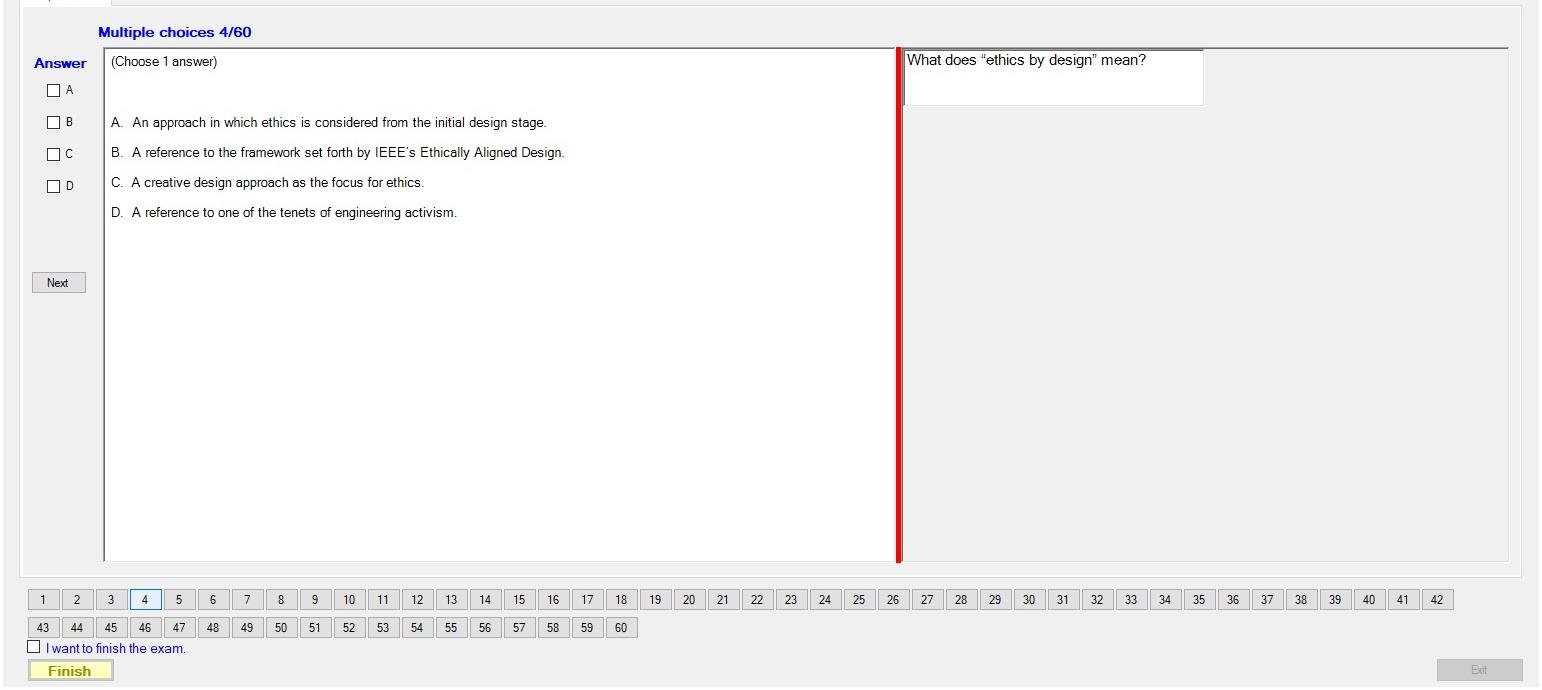 Multiple choices 4/60
Answer
A
B
C
D
Next
(Choose 1 answer)
A. An approach in which ethics is considered from the initial design stage.
B. A reference to the framework set forth by IEEE's Ethically Aligned Design.
C. A creative design approach as the focus for ethics.
D. A reference to one of the tenets of engineering activism.
What does “ethics by design” mean?
1 2 3 4 5 6 7 8 9 10 11 12 13 14 15 16 17 18 19 20 21 22 23 24 25 26 27 28 29 30 31 32 33 34 35 36 37 38 39 40 41 42
43 44 45 46 47 48 49 50 51 52 53 54 55 56 57 58 59 60
I want to finish the exam.
Finish
Exit